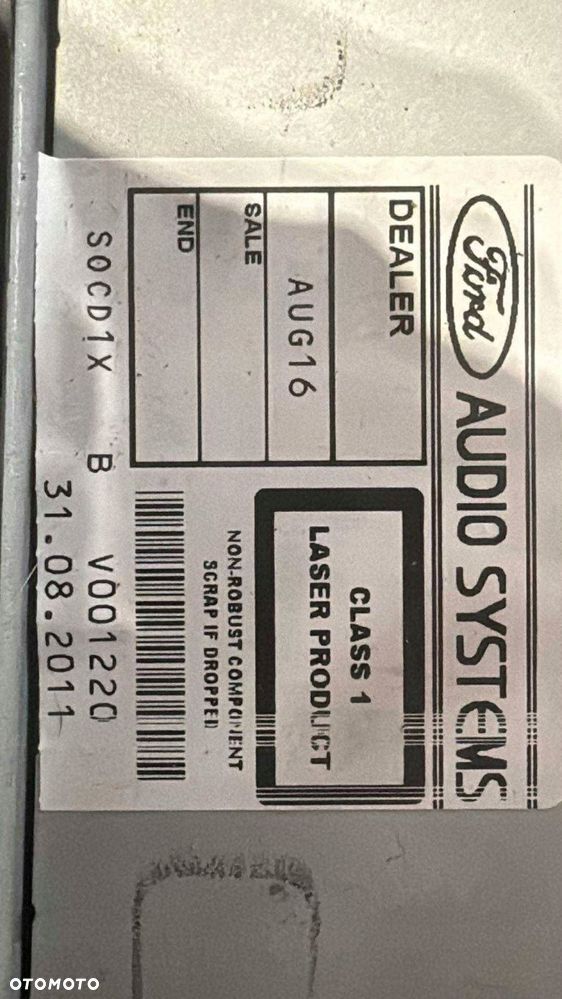 Ford AUDIO SYSTEMS
DEALER
AUG16
SALE
END
CLASS 1
LASER PRODUCT
NON-ROBUST COMPONENT
SCRAP IF DROPPED
S0CD1X B V001220
31.08.2011
OTOMOTO